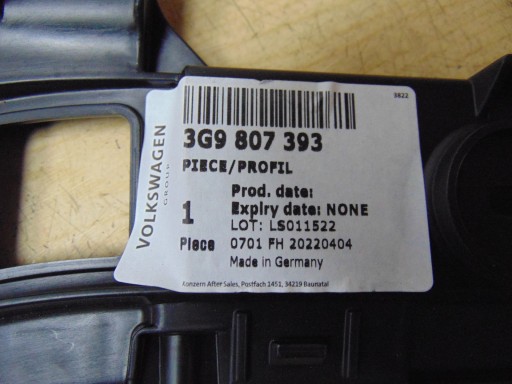 3822
3G9 807 393
PIECE/PROFIL
Prod. date:
1
Expiry date: NONE
LOT: LS011522
Piece
0701 FH 20220404
Made in Germany
Konzern After Sales, Postfach 1451, 34219 Baunatal
VOLKSWAGEN
GROUP